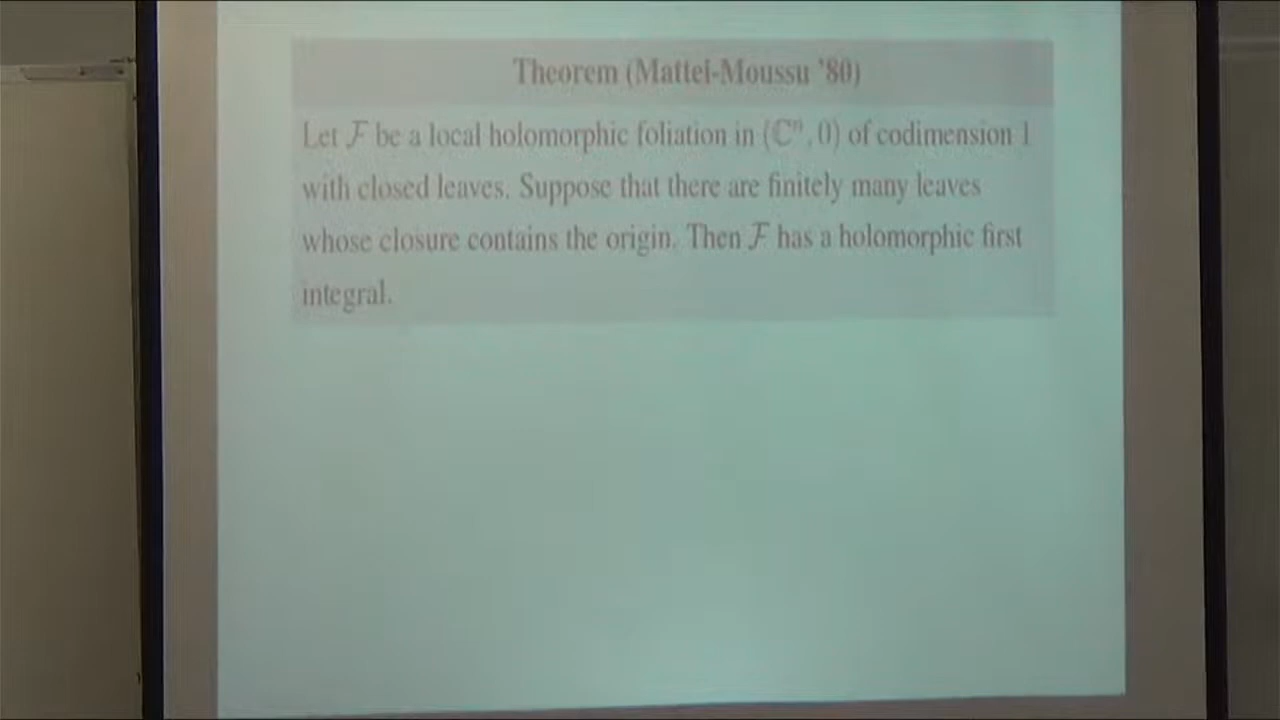 Theorem (Mattei-Moussu '80)
Let ℱ be a local holomorphic foliation in (ℂⁿ, 0) of codimension 1
with closed leaves. Suppose that there are finitely many leaves
whose closure contains the origin. Then ℱ has a holomorphic first
integral.